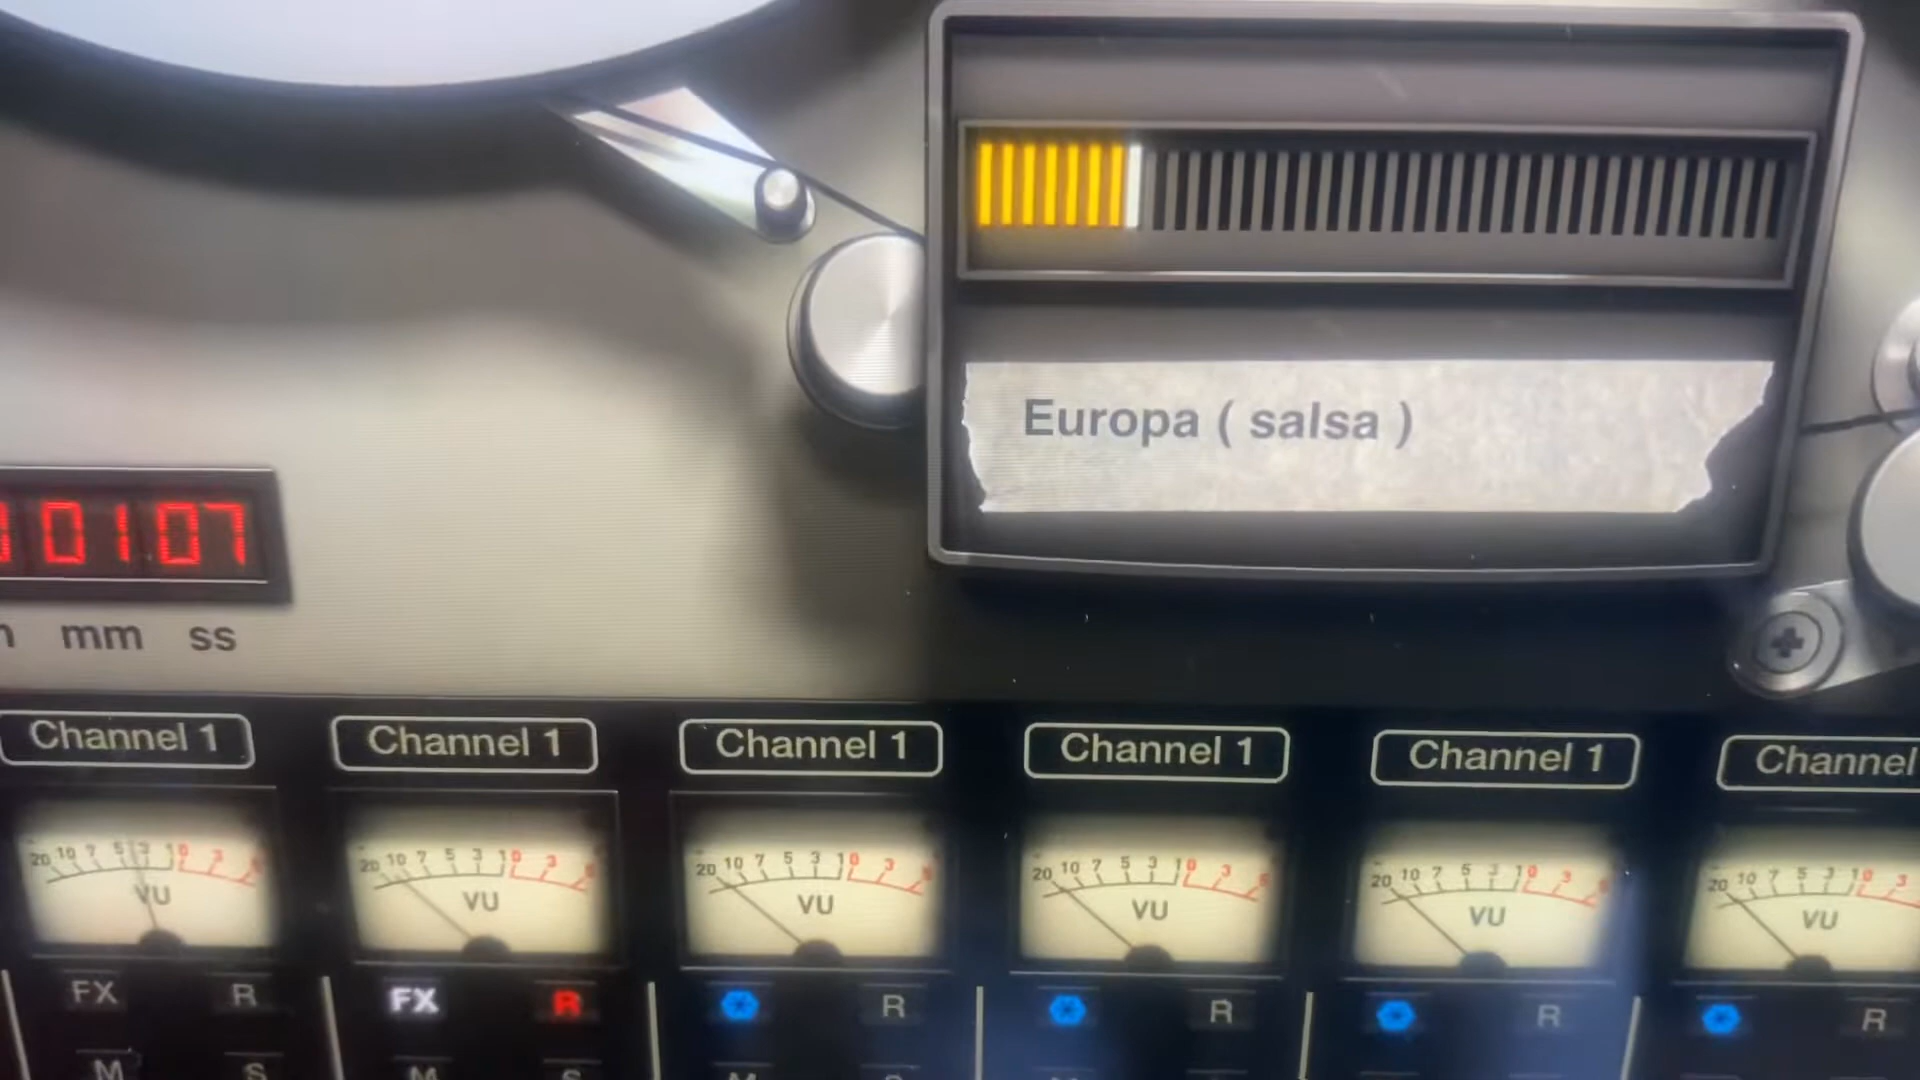 Europa ( salsa )
01 07
mm ss
Channel 1 Channel 1 Channel 1 Channel 1 Channel 1 Channel
20 10 7 5 3 1 0 3 20 10 7 5 3 1 0 3 20 10 7 5 3 1 0 3 20 10 7 5 3 1 0 3 20 10 7 5 3 1 0 3 20 10 7 5 3 1 0 3
VU VU VU VU VU VU
FX R FX R R R R R
M S M S